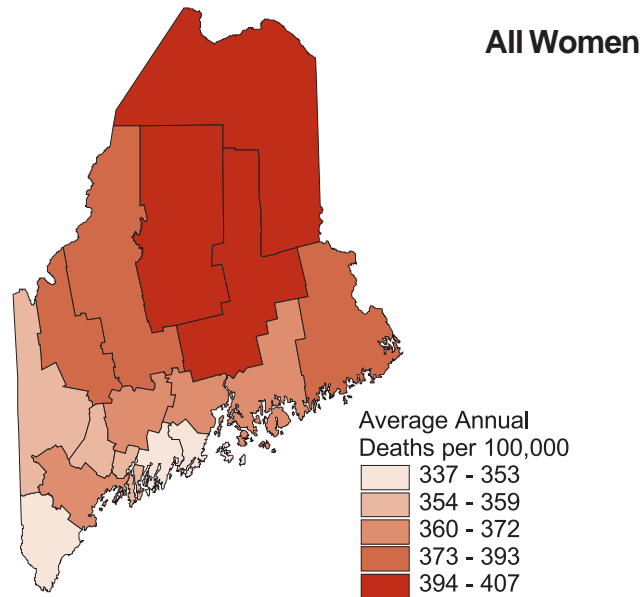 All Women
Average Annual
Deaths per 100,000
337 - 353
354 - 359
360 - 372
373 - 393
394 - 407